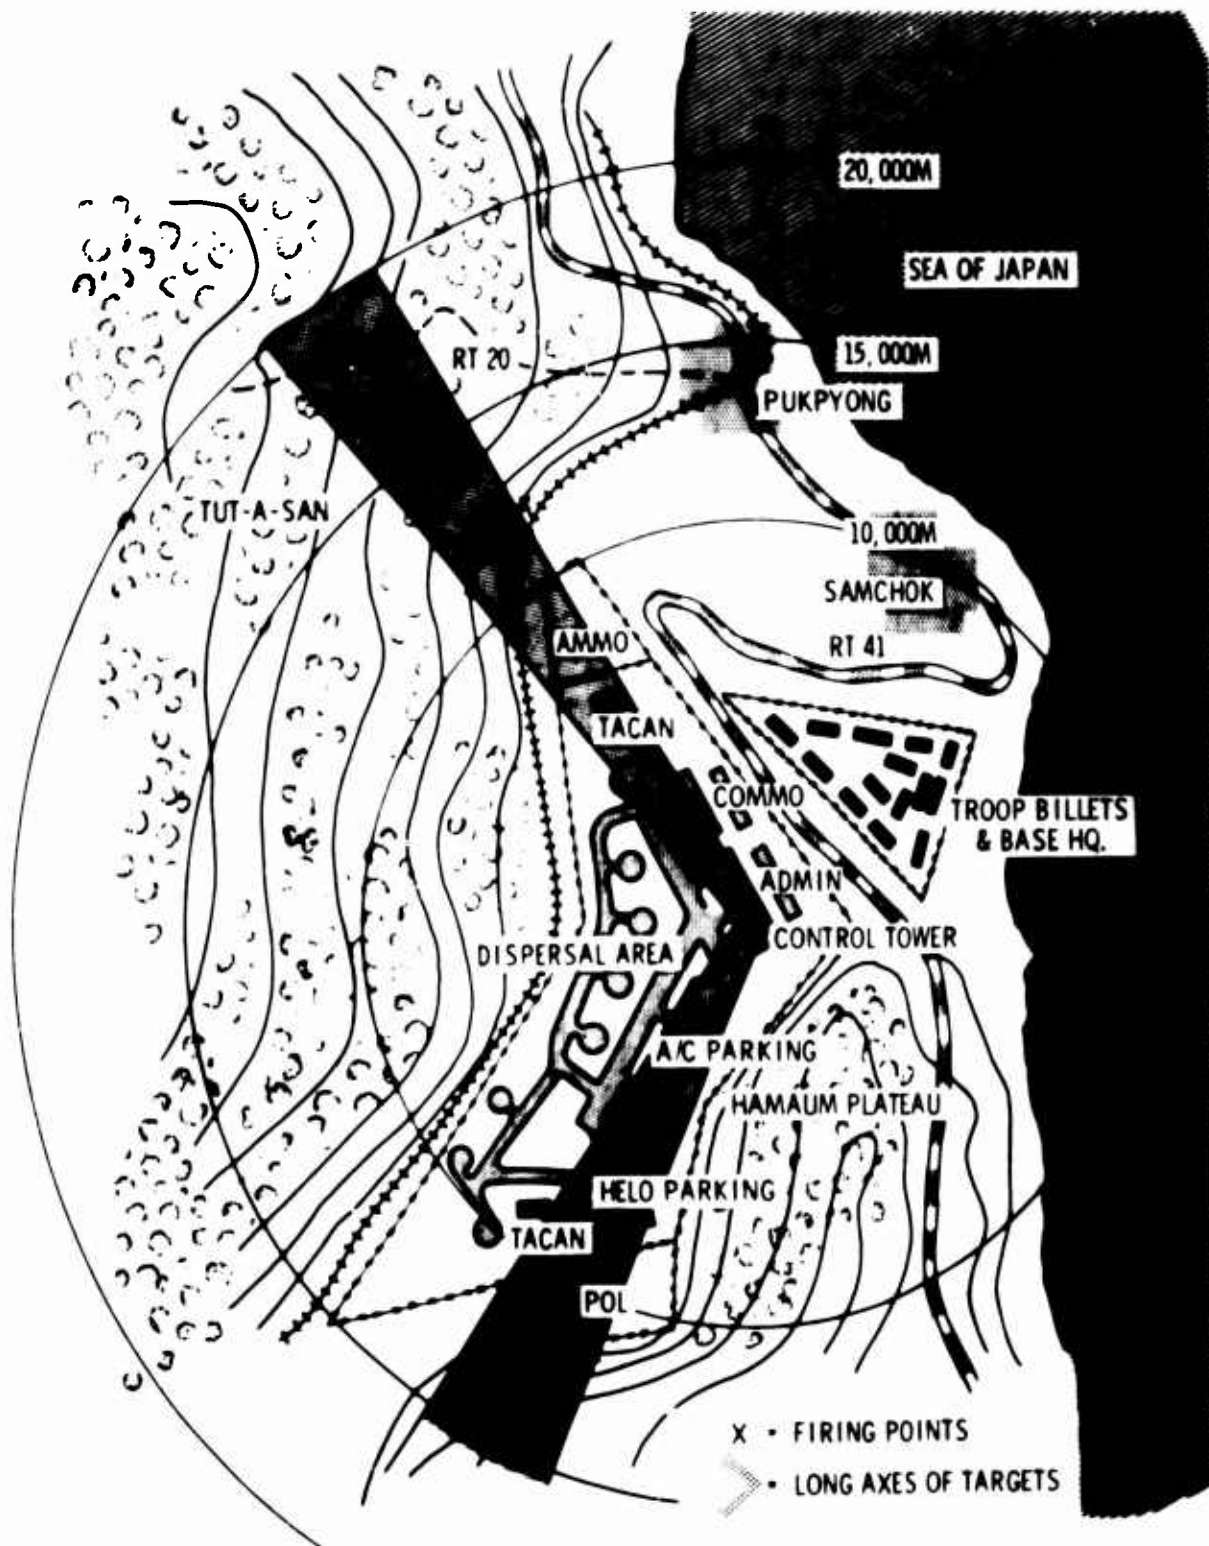 20,000M
SEA OF JAPAN
15,000M
RT 20
PUKPYONG
TUT-A-SAN
10,000M
SAMCHOK
AMMO
RT 41
TACAN
COMMO
TROOP BILLETS
& BASE HQ.
ADMIN
CONTROL TOWER
DISPERSAL AREA
A/C PARKING
HAMAUM PLATEAU
HELO PARKING
TACAN
POL
X - FIRING POINTS
- LONG AXES OF TARGETS